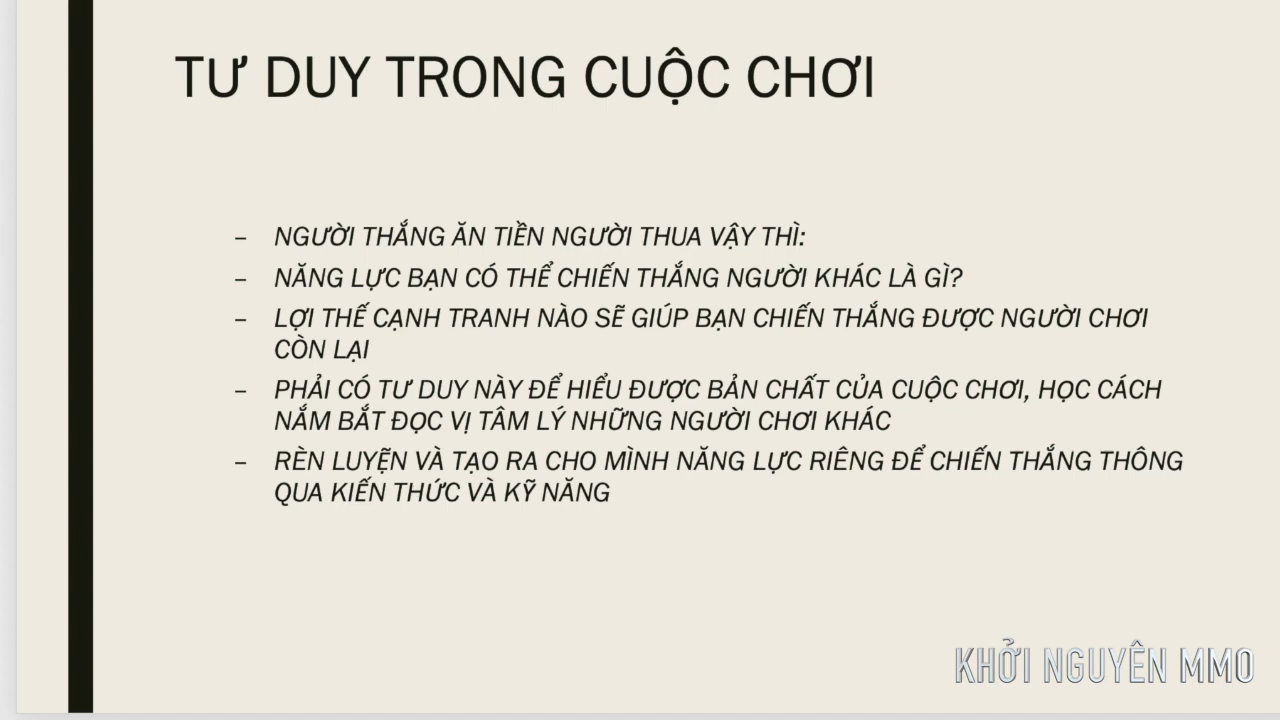 TƯ DUY TRONG CUỘC CHƠI
– NGƯỜI THẮNG ĂN TIỀN NGƯỜI THUA VẬY THÌ:
– NĂNG LỰC BẠN CÓ THỂ CHIẾN THẮNG NGƯỜI KHÁC LÀ GÌ?
– LỢI THẾ CẠNH TRANH NÀO SẼ GIÚP BẠN CHIẾN THẮNG ĐƯỢC NGƯỜI CHƠI
CÒN LẠI
– PHẢI CÓ TƯ DUY NÀY ĐỂ HIỂU ĐƯỢC BẢN CHẤT CỦA CUỘC CHƠI, HỌC CÁCH
NẮM BẮT ĐỌC VỊ TÂM LÝ NHỮNG NGƯỜI CHƠI KHÁC
– RÈN LUYỆN VÀ TẠO RA CHO MÌNH NĂNG LỰC RIÊNG ĐỂ CHIẾN THẮNG THÔNG
QUA KIẾN THỨC VÀ KỸ NĂNG
KHỞI NGUYÊN MMO